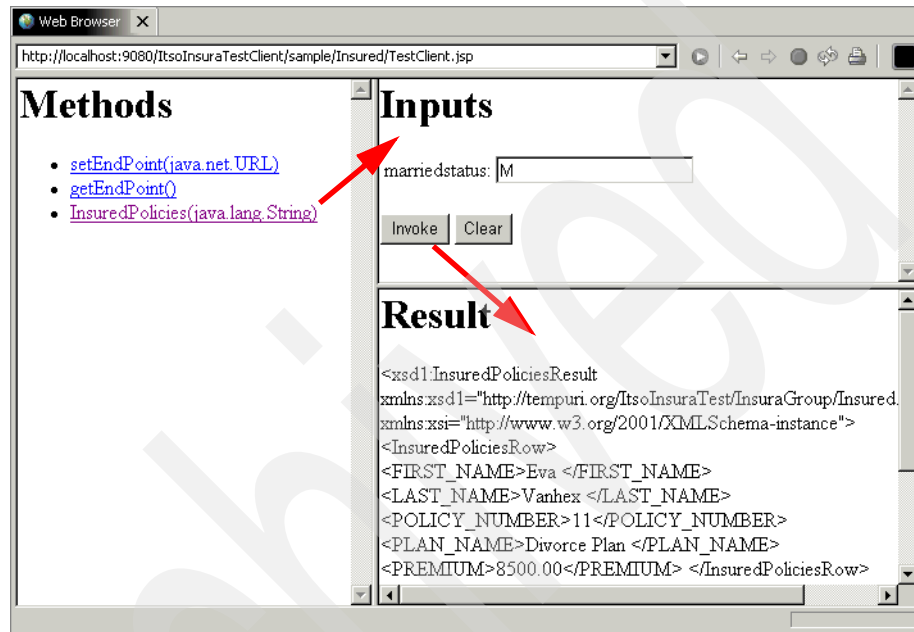 Web Browser
http://localhost:9080/ItsoInsuraTestClient/sample/Insured/TestClient.jsp
Methods
setEndPoint(java.net.URL)
getEndPoint()
InsuredPolicies(java.lang.String)
Inputs
marriedstatus: M
Invoke Clear
Result
<xsd1:InsuredPoliciesResult
xmlns:xsd1="http://tempuri.org/ItsoInsuraTest/InsuraGroup/Insured.
xmlns:xsi="http://www.w3.org/2001/XMLSchema-instance">
<InsuredPoliciesRow>
<FIRST_NAME>Eva </FIRST_NAME>
<LAST_NAME>Vanhex </LAST_NAME>
<POLICY_NUMBER>11</POLICY_NUMBER>
<PLAN_NAME>Divorce Plan </PLAN_NAME>
<PREMIUM>8500.00</PREMIUM> </InsuredPoliciesRow>